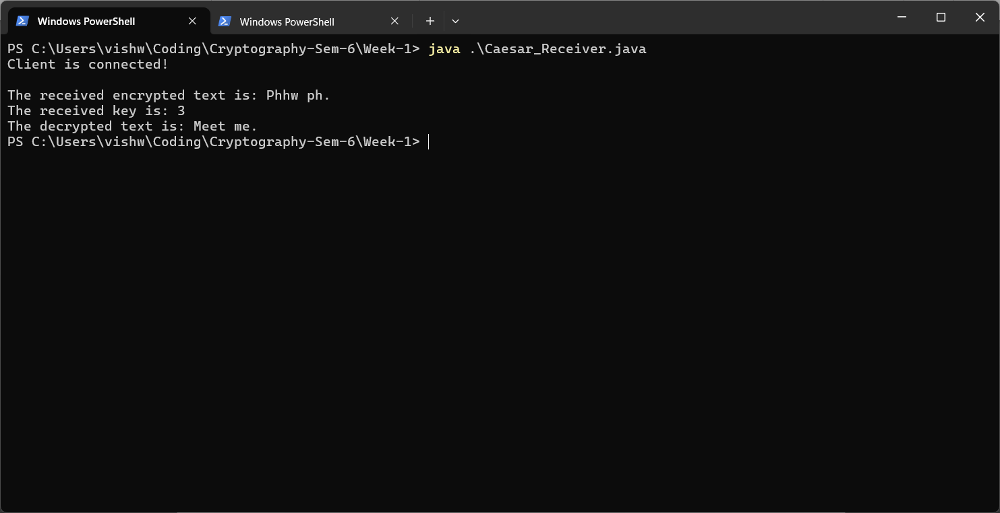 Windows PowerShell
Windows PowerShell
PS C:\Users\vishw\Coding\Cryptography-Sem-6\Week-1> java .\Caesar_Receiver.java
Client is connected!
The received encrypted text is: Phhw ph.
The received key is: 3
The decrypted text is: Meet me.
PS C:\Users\vishw\Coding\Cryptography-Sem-6\Week-1>